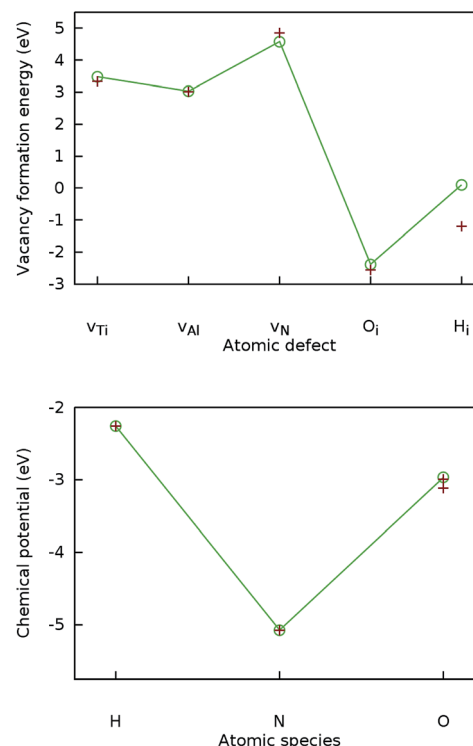 Vacancy formation energy (eV)
5
4
3
2
1
0
-1
-2
-3
vTi vAl vN Oi Hi
Atomic defect
Chemical potential (eV)
-2
-3
-4
-5
H N O
Atomic species